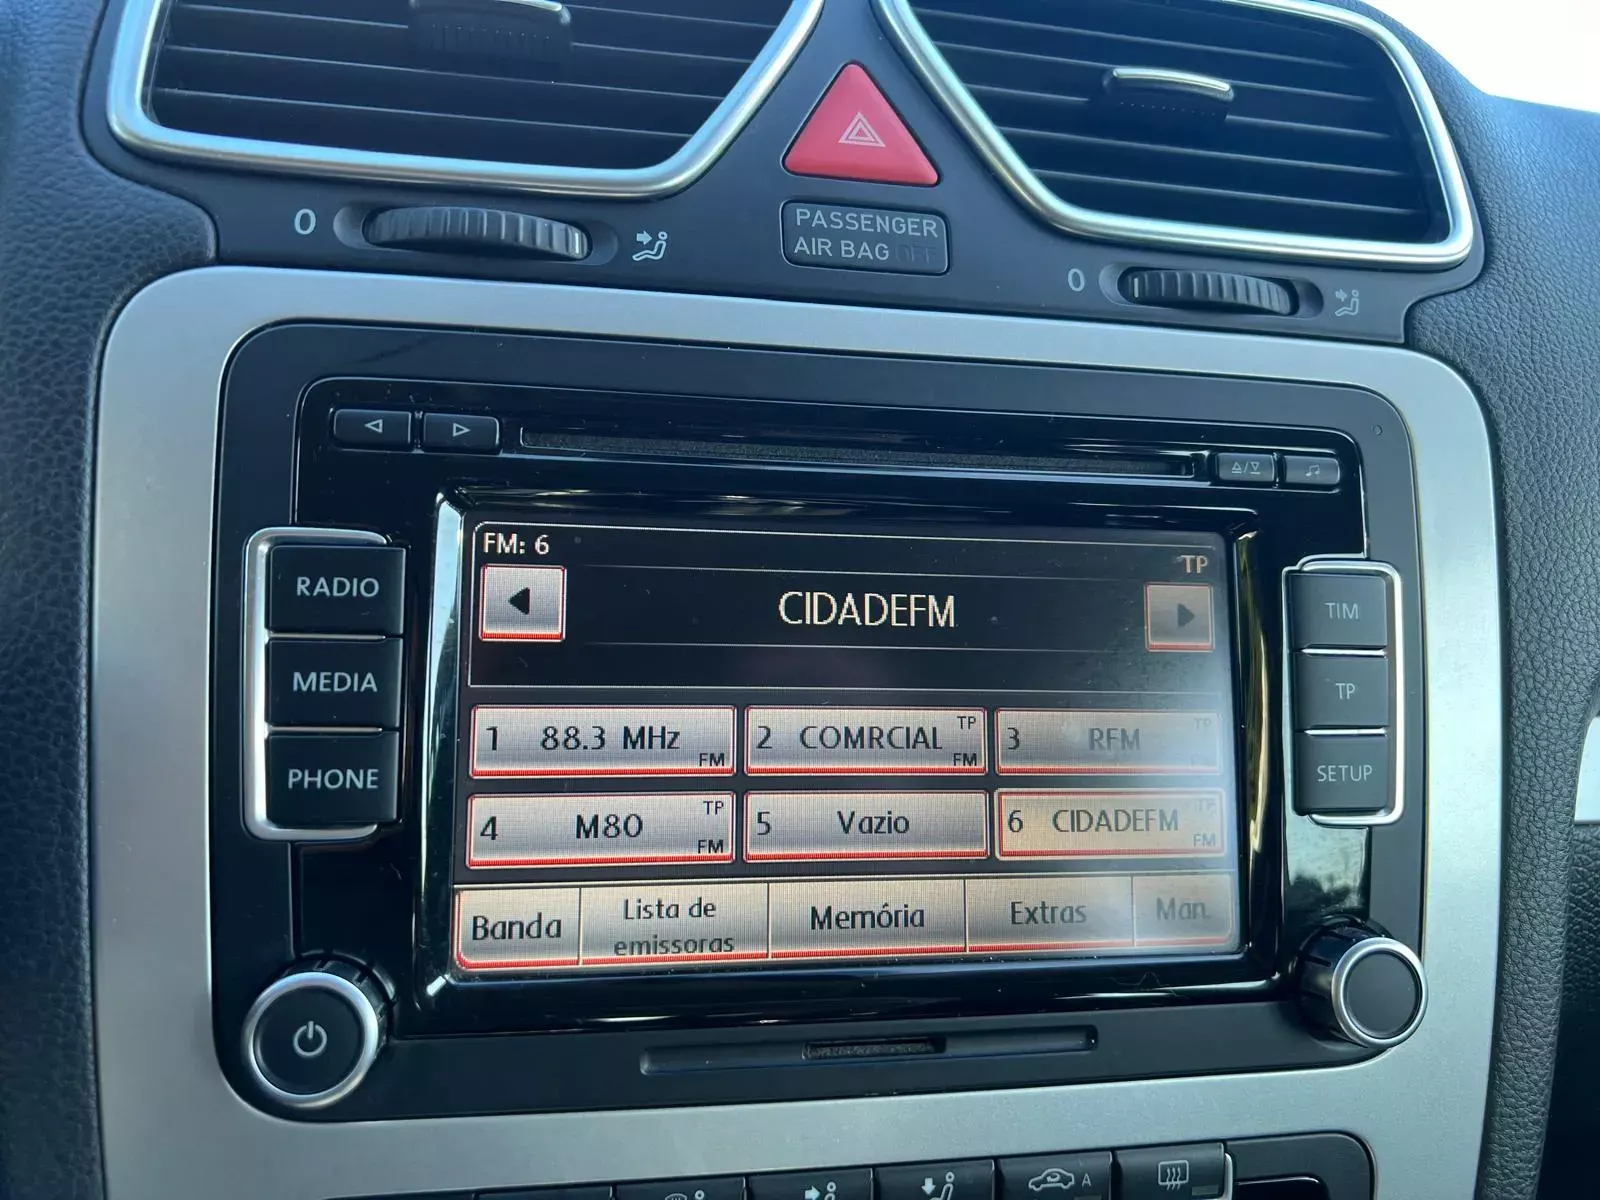 0
PASSENGER
AIR BAG OFF
0
RADIO
MEDIA
PHONE
FM: 6
TP
CIDADEFM
1 88.3 MHz FM
2 COMRCIAL TP FM
3 RFM TP FM
4 M80 TP FM
5 Vazio
6 CIDADEFM TP FM
Banda
Lista de
emissoras
Memória
Extras
Man.
TIM
TP
SETUP
A